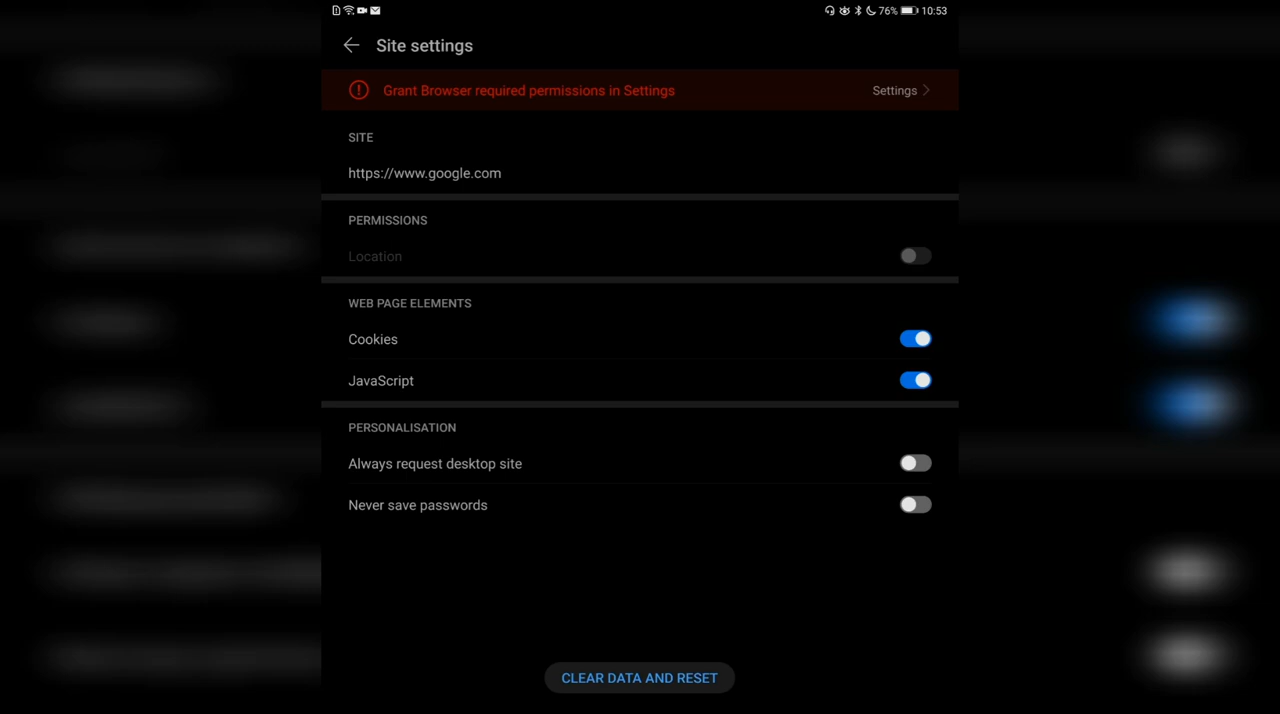 76% 10:53
Site settings
Grant Browser required permissions in Settings Settings
SITE
https://www.google.com
PERMISSIONS
Location
WEB PAGE ELEMENTS
Cookies
JavaScript
PERSONALISATION
Always request desktop site
Never save passwords
CLEAR DATA AND RESET